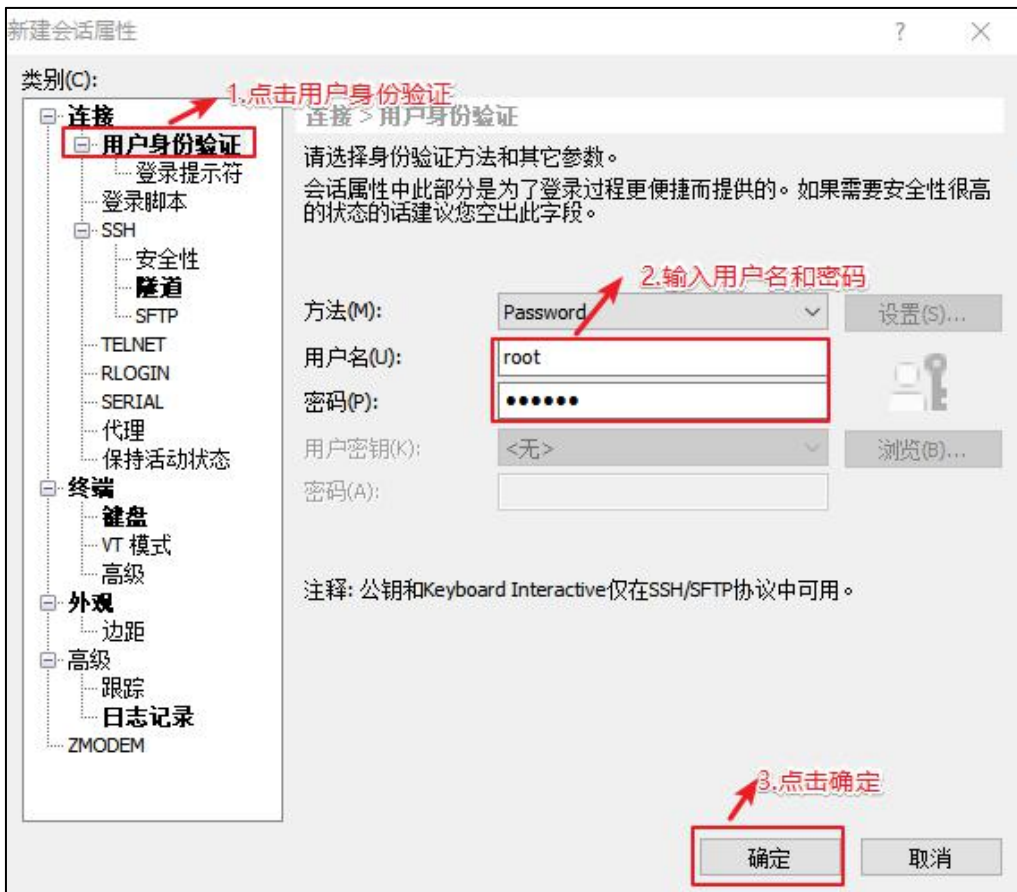 新建会话属性
?
类别(C):
1.点击用户身份验证
连接
用户身份验证
登录提示符
登录脚本
SSH
安全性
隧道
SFTP
TELNET
RLOGIN
SERIAL
代理
保持活动状态
终端
键盘
VT 模式
高级
外观
边距
高级
跟踪
日志记录
ZMODEM
连接 > 用户身份验证
请选择身份验证方法和其它参数。
会话属性中此部分是为了登录过程更便捷而提供的。如果需要安全性很高
的状态的话建议您空出此字段。
2.输入用户名和密码
方法(M): Password 设置(S)...
用户名(U): root
密码(P): ●●●●●●
用户密钥(K): <无> 浏览(B)...
密码(A):
注释: 公钥和Keyboard Interactive仅在SSH/SFTP协议中可用。
3.点击确定
确定 取消